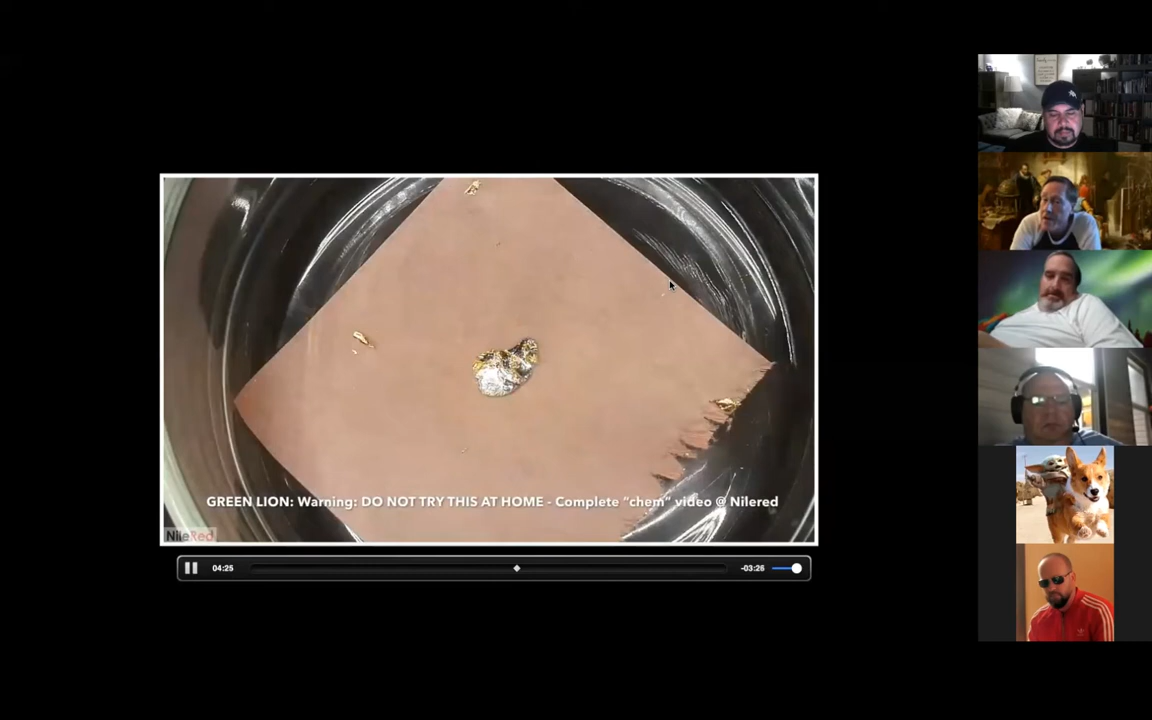 GREEN LION: Warning: DO NOT TRY THIS AT HOME - Complete “chem” video @ Nilered
NileRed
04:25
-03:26